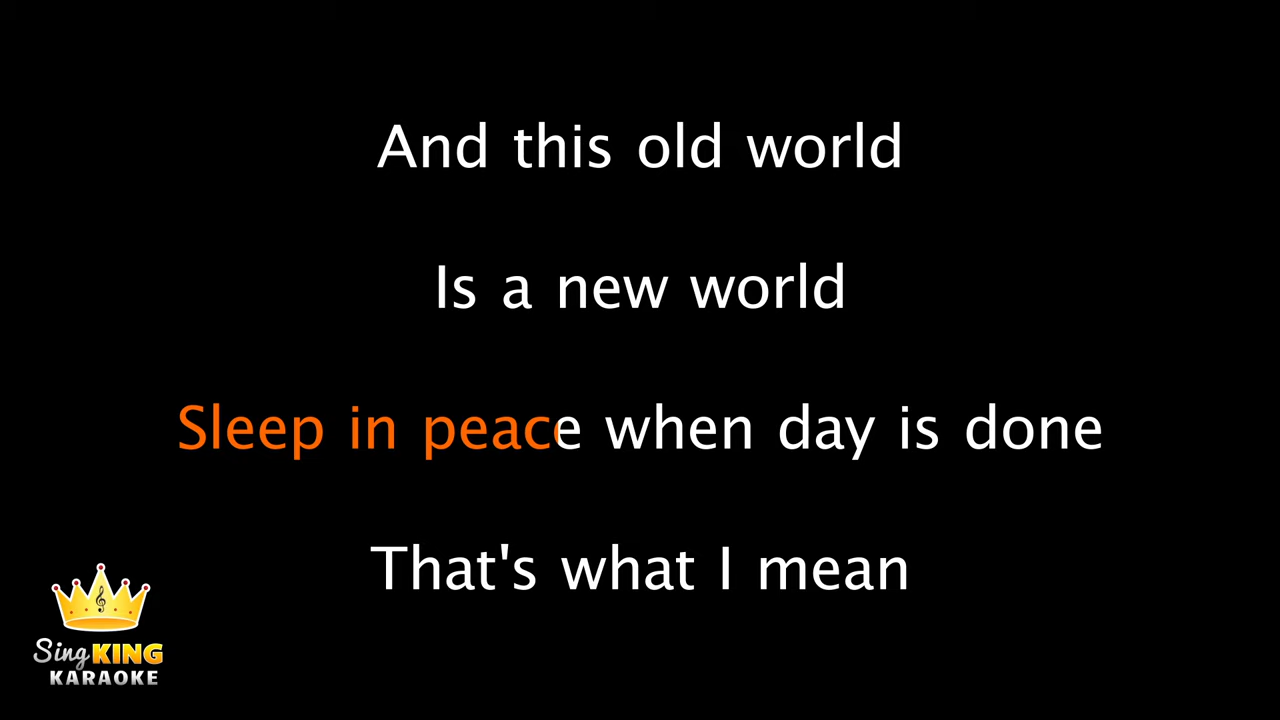 And this old world
Is a new world
Sleep in peace when day is done
That's what I mean
Sing KING
KARAOKE